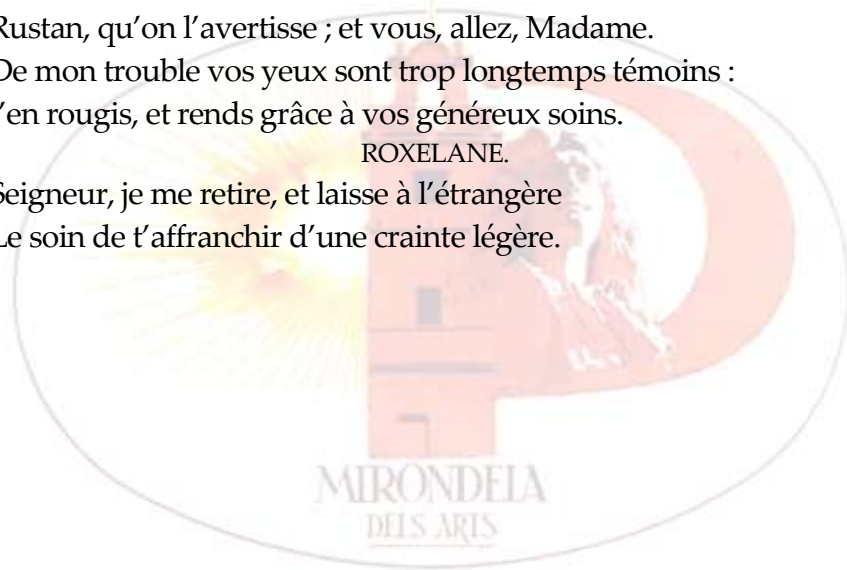 Rustan, qu'on l'avertisse ; et vous, allez, Madame.
De mon trouble vos yeux sont trop longtemps témoins :
J'en rougis, et rends grâce à vos généreux soins.
ROXELANE.
Seigneur, je me retire, et laisse à l'étrangère
Le soin de t'affranchir d'une crainte légère.
MIRONDELA
DELS ARTS